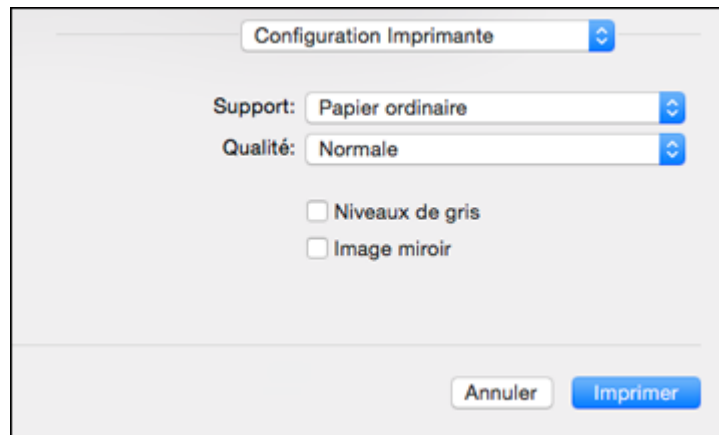 Configuration Imprimante
Support: Papier ordinaire
Qualité: Normale
Niveaux de gris
Image miroir
Annuler Imprimer